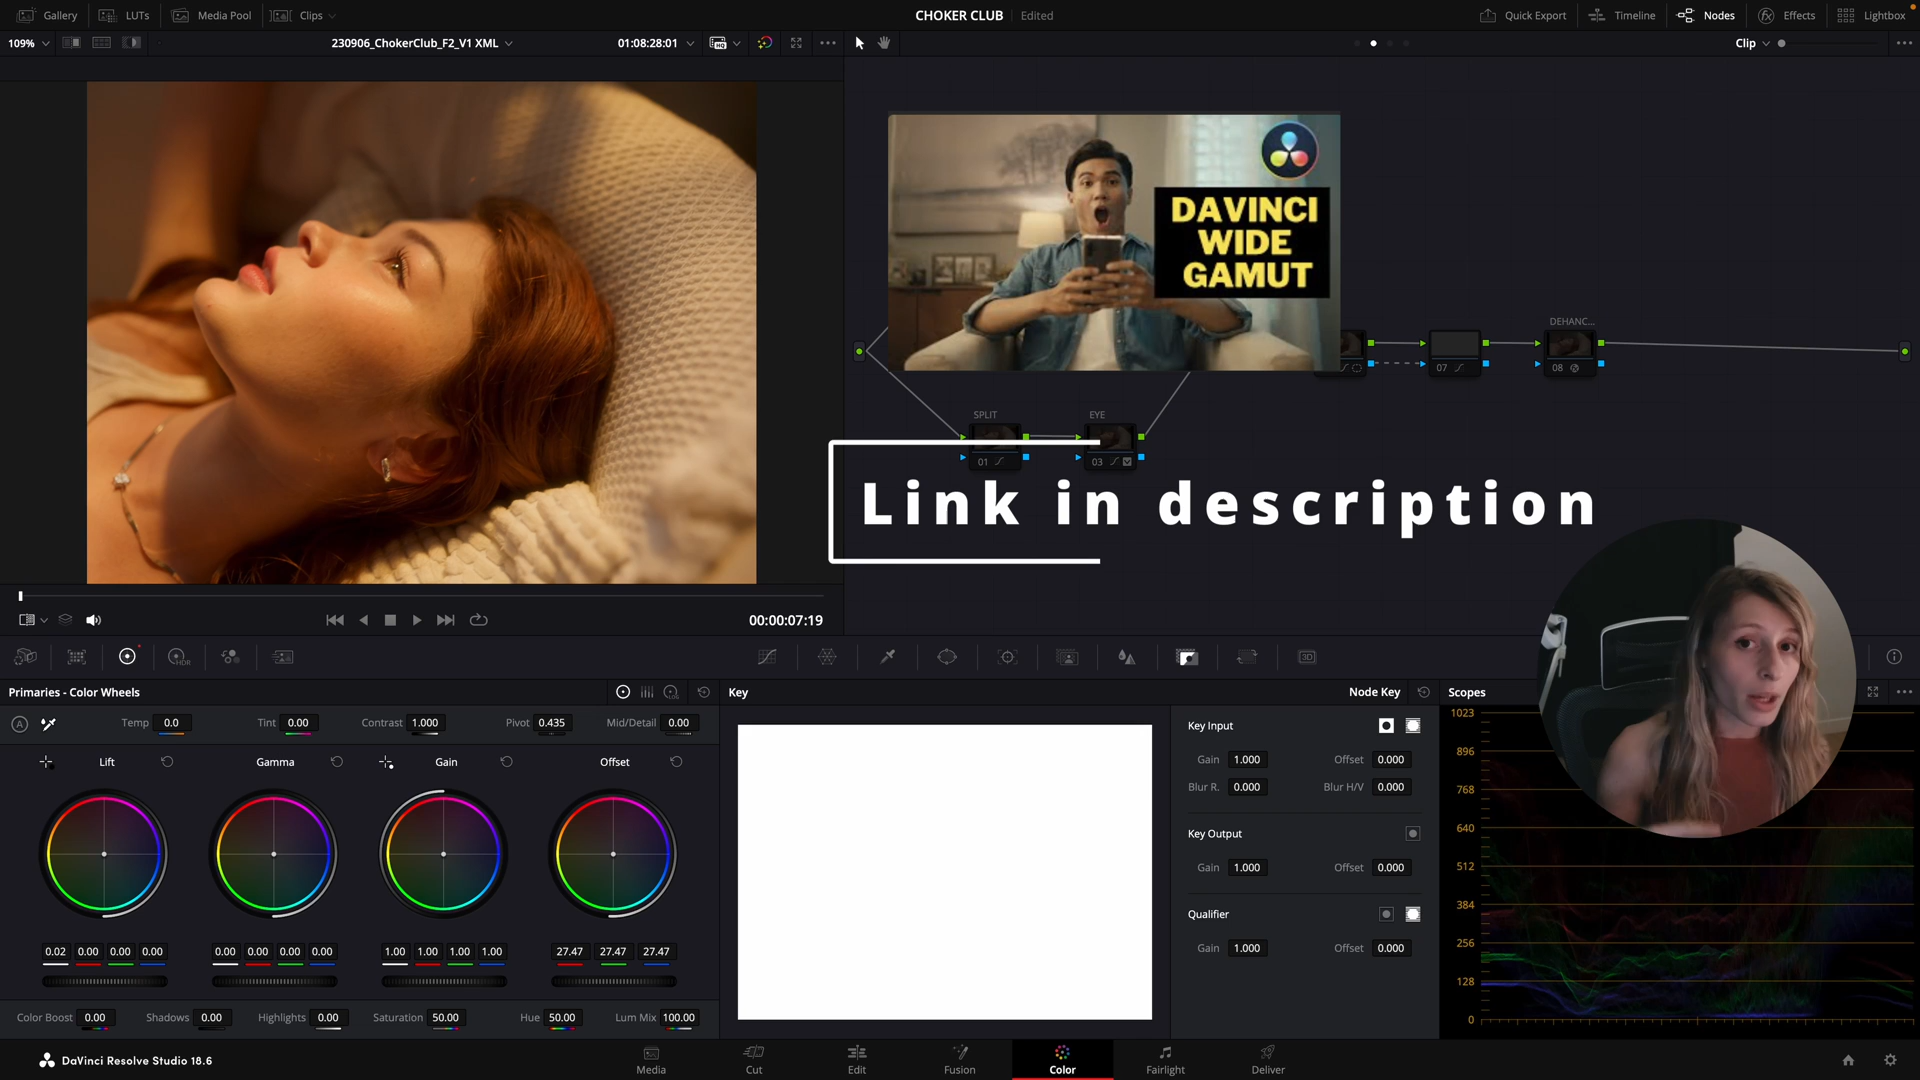 Gallery LUTs Media Pool Clips CHOKER CLUB Edited Quick Export Timeline Nodes Effects Lightbox
109% 230906_ChokerClub_F2_V1 XML 01:08:28:01 Clip
DAVINCI
WIDE
GAMUT
DEHANC...
07 08
SPLIT EYE
01 03
Link in description
00:00:07:19
HDR 3D
Primaries - Color Wheels LOG Key Node Key Scopes
A Temp 0.0 Tint 0.00 Contrast 1.000 Pivot 0.435 Mid/Detail 0.00
Lift Gamma Gain Offset
0.02 0.00 0.00 0.00 0.00 0.00 0.00 0.00 1.00 1.00 1.00 1.00 27.47 27.47 27.47
Color Boost 0.00 Shadows 0.00 Highlights 0.00 Saturation 50.00 Hue 50.00 Lum Mix 100.00
Key Input
Gain 1.000 Offset 0.000
Blur R. 0.000 Blur H/V 0.000
Key Output
Gain 1.000 Offset 0.000
Qualifier
Gain 1.000 Offset 0.000
1023
896
768
640
512
384
256
128
0
DaVinci Resolve Studio 18.6 Media Cut Edit Fusion Color Fairlight Deliver